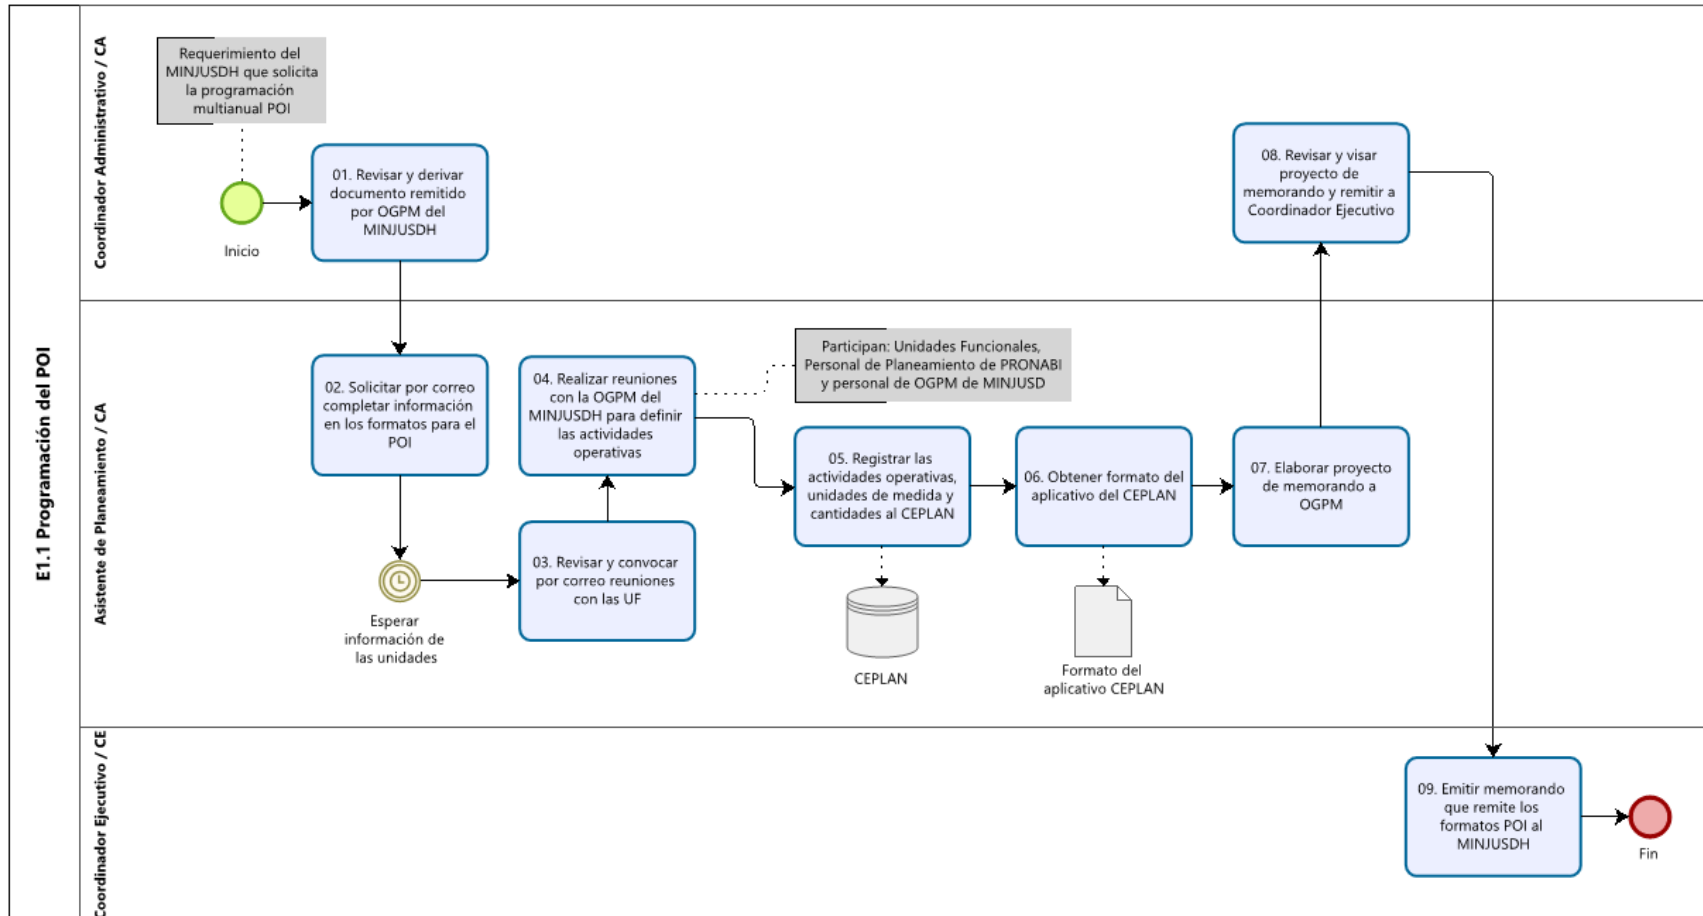 E1.1 Programación del POI
Coordinador Administrativo / CA
Requerimiento del
MINJUSDH que solicita
la programación
multianual POI
Inicio
01. Revisar y derivar
documento remitido
por OGPM del
MINJUSDH
08. Revisar y visar
proyecto de
memorando y remitir a
Coordinador Ejecutivo
Asistente de Planeamiento / CA
02. Solicitar por correo
completar información
en los formatos para el
POI
Esperar
información de
las unidades
03. Revisar y convocar
por correo reuniones
con las UF
04. Realizar reuniones
con la OGPM del
MINJUSDH para definir
las actividades
operativas
Participan: Unidades Funcionales,
Personal de Planeamiento de PRONABI
y personal de OGPM de MINJUSD
05. Registrar las
actividades operativas,
unidades de medida y
cantidades al CEPLAN
CEPLAN
06. Obtener formato del
aplicativo del CEPLAN
Formato del
aplicativo CEPLAN
07. Elaborar proyecto
de memorando a
OGPM
Coordinador Ejecutivo / CE
09. Emitir memorando
que remite los
formatos POI al
MINJUSDH
Fin